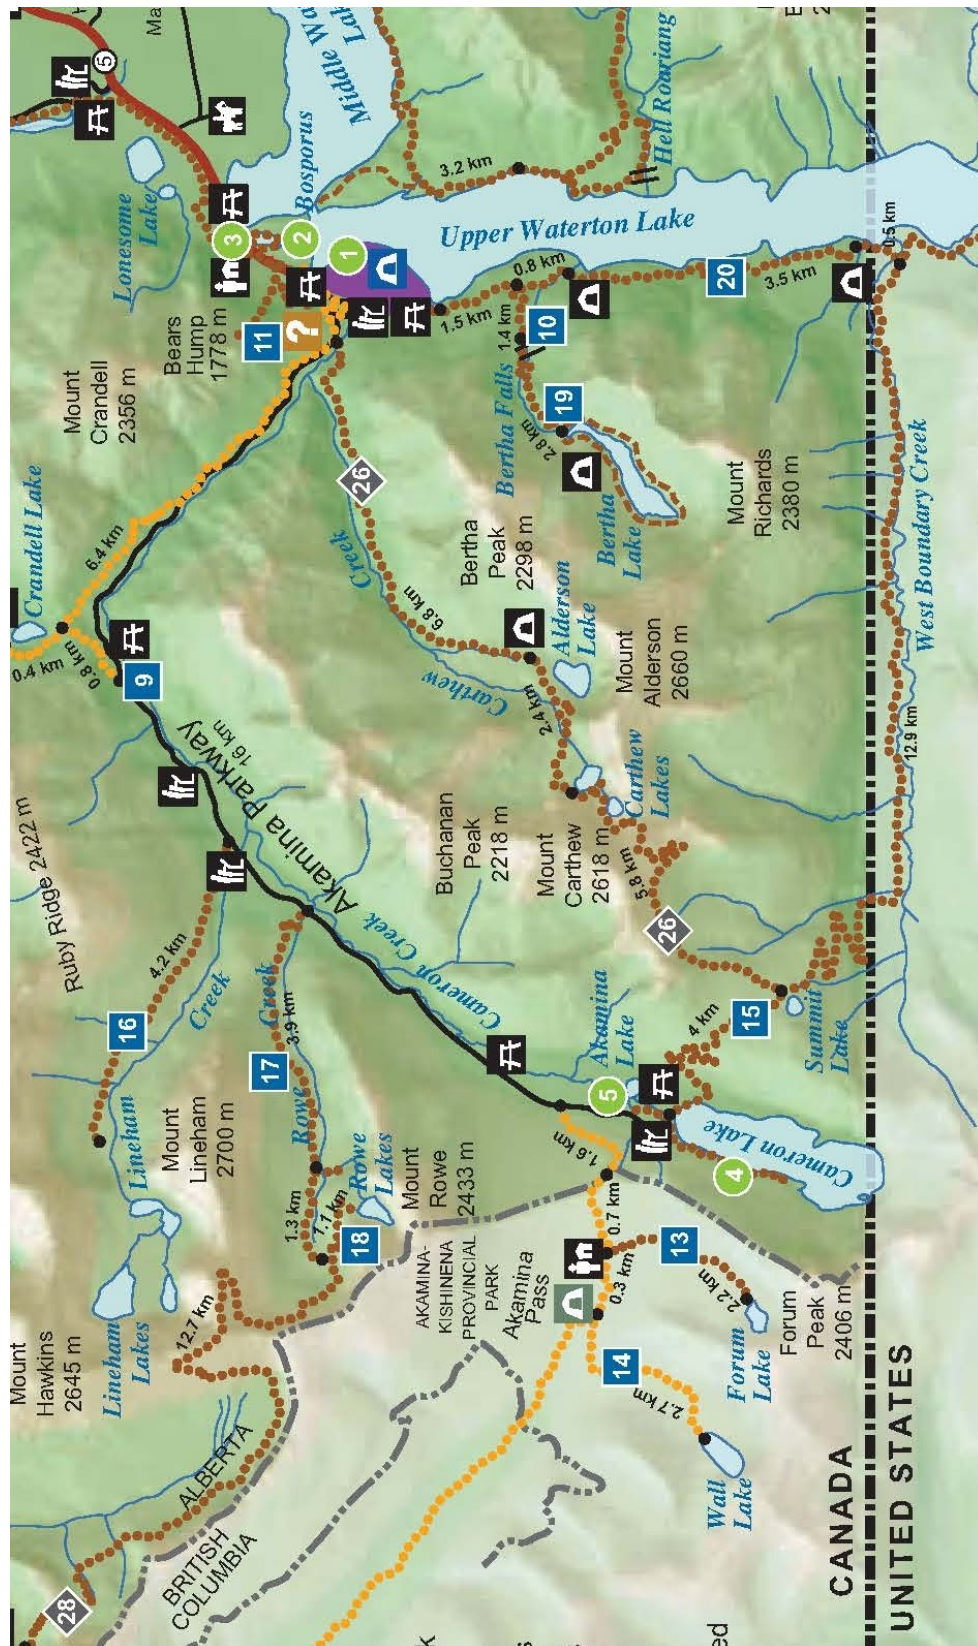 Mount
Hawkins
2645 m
Ruby Ridge 2422 m
Crandell Lake
0.4 km
0.8 km
6.4 km
Mount
Crandell
2356 m
Bears
Hump
1778 m
Lonesome
Lake
5
Ma
Middle Wa
Lak
Bosporus
3
2
1
11
?
9
Akamina Parkway
16 km
Lineham
Lakes
Lineham
Creek
16
4.2 km
Mount
Lineham
2700 m
17
Rowe
Creek
3.9 km
1.3 km
1.1 km
18
Rowe
Lakes
Mount
Rowe
2433 m
12.7 km
28
ALBERTA
BRITISH
COLUMBIA
AKAMINA-
KISHINENA
PROVINCIAL
PARK
Akamina
Pass
Cameron Creek
Buchanan
Peak
2218 m
Carthew
Creek
26
6.8 km
Bertha
Peak
2298 m
Bertha Falls
1.4 km
10
19
2.8 km
Bertha
Lake
1.5 km
0.8 km
Upper Waterton Lake
3.2 km
Hell Roariang
20
3.5 km
0.5 km
Mount
Richards
2380 m
Alderson
Lake
Mount
Alderson
2660 m
2.4 km
Carthew
Lakes
Mount
Carthew
2618 m
5.8 km
26
Akamina
Lake
5
4 km
15
Summit
Lake
Cameron Lake
4
1.6 km
0.7 km
0.3 km
13
2.2 km
Forum
Lake
Forum
Peak
2406 m
14
2.7 km
Wall
Lake
12.9 km
West Boundary Creek
CANADA
UNITED STATES
ed